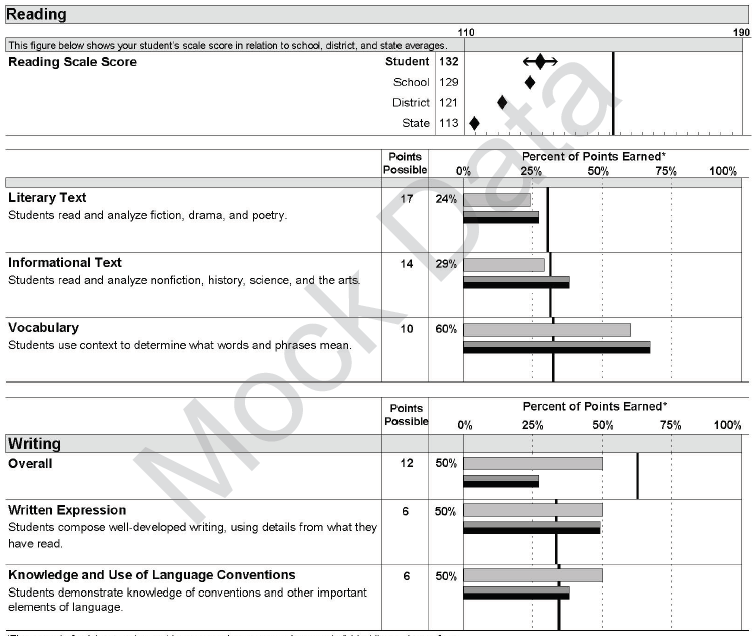 Reading
110 190
This figure below shows your student's scale score in relation to school, district, and state averages.
Reading Scale Score Student 132
School 129
District 121
State 113
Points Possible Percent of Points Earned*
0% 25% 50% 75% 100%
Literary Text 17 24%
Students read and analyze fiction, drama, and poetry.
Informational Text 14 29%
Students read and analyze nonfiction, history, science, and the arts.
Vocabulary 10 60%
Students use context to determine what words and phrases mean.
Points Possible Percent of Points Earned*
0% 25% 50% 75% 100%
Writing
Overall 12 50%
Written Expression 6 50%
Students compose well-developed writing, using details from what they
have read.
Knowledge and Use of Language Conventions 6 50%
Students demonstrate knowledge of conventions and other important
elements of language.
Mock Data